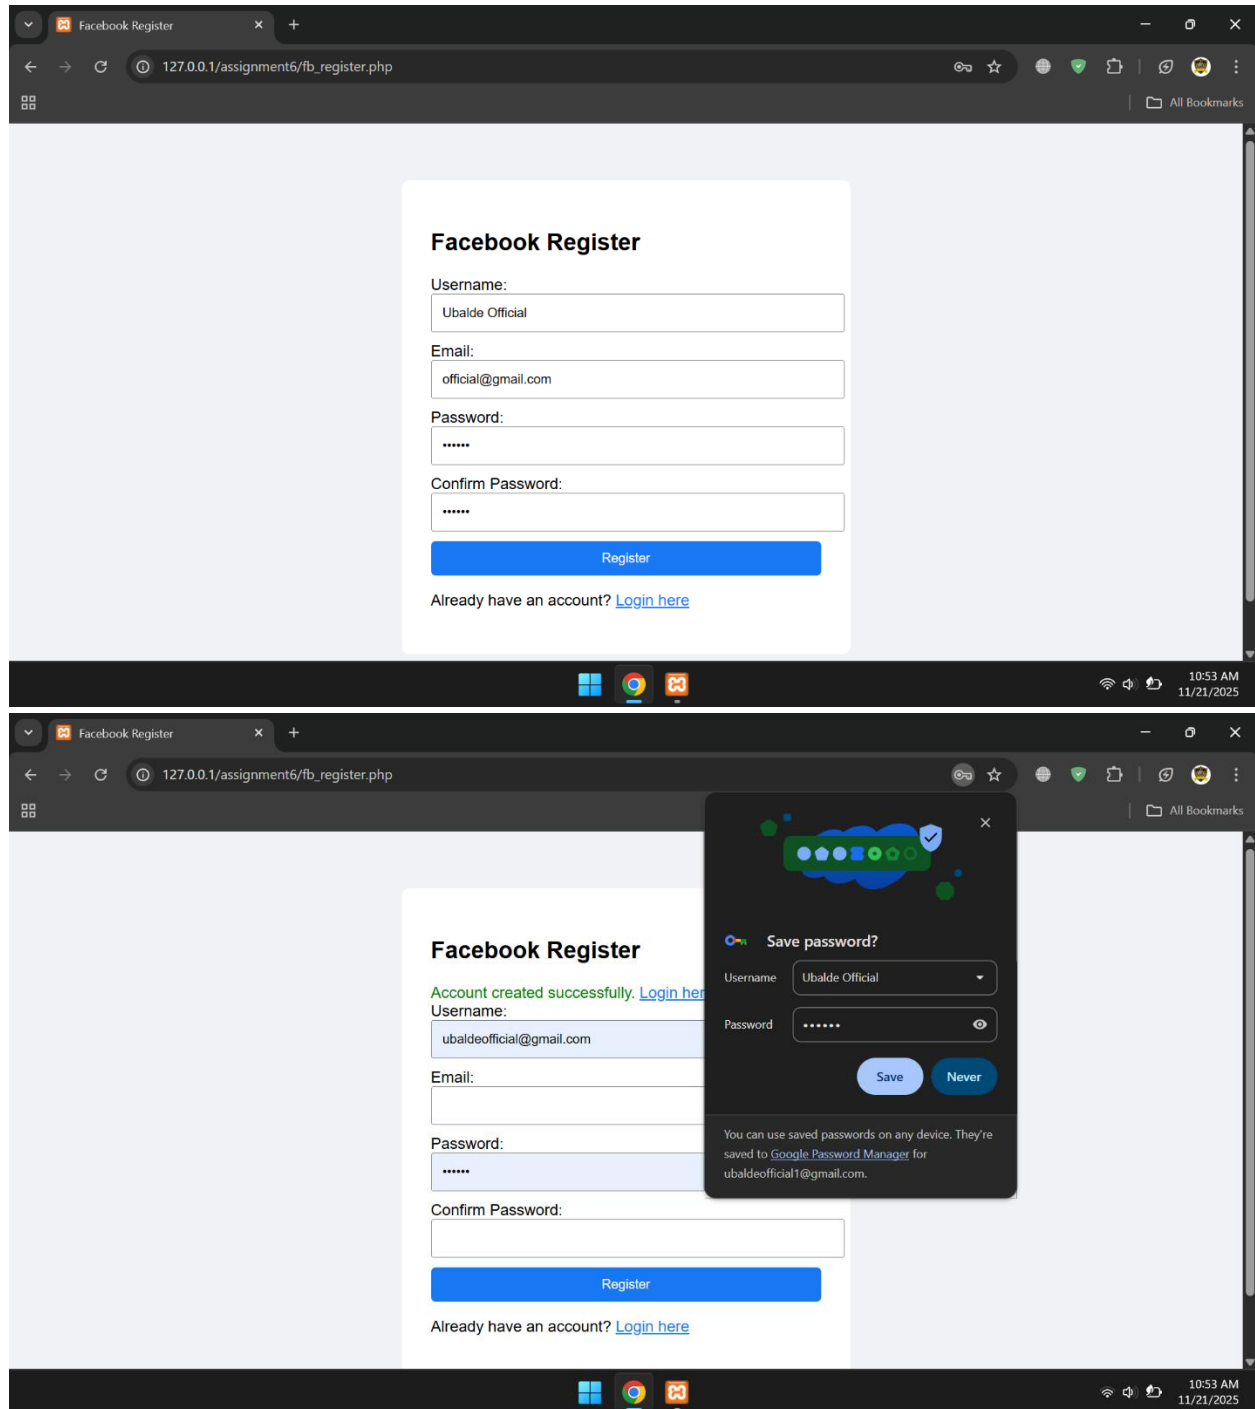 Facebook Register
127.0.0.1/assignment6/fb_register.php
All Bookmarks
Facebook Register
Username:
Ubalde Official
Email:
official@gmail.com
Password:
••••••
Confirm Password:
••••••
Register
Already have an account? Login here
10:53 AM
11/21/2025
Facebook Register
127.0.0.1/assignment6/fb_register.php
All Bookmarks
Facebook Register
Account created successfully. Login her
Username:
ubaldeofficial@gmail.com
Email:
Password:
••••••
Confirm Password:
Register
Already have an account? Login here
Save password?
Username
Ubalde Official
Password
••••••
Save
Never
You can use saved passwords on any device. They're
saved to Google Password Manager for
ubaldeofficial1@gmail.com.
10:53 AM
11/21/2025